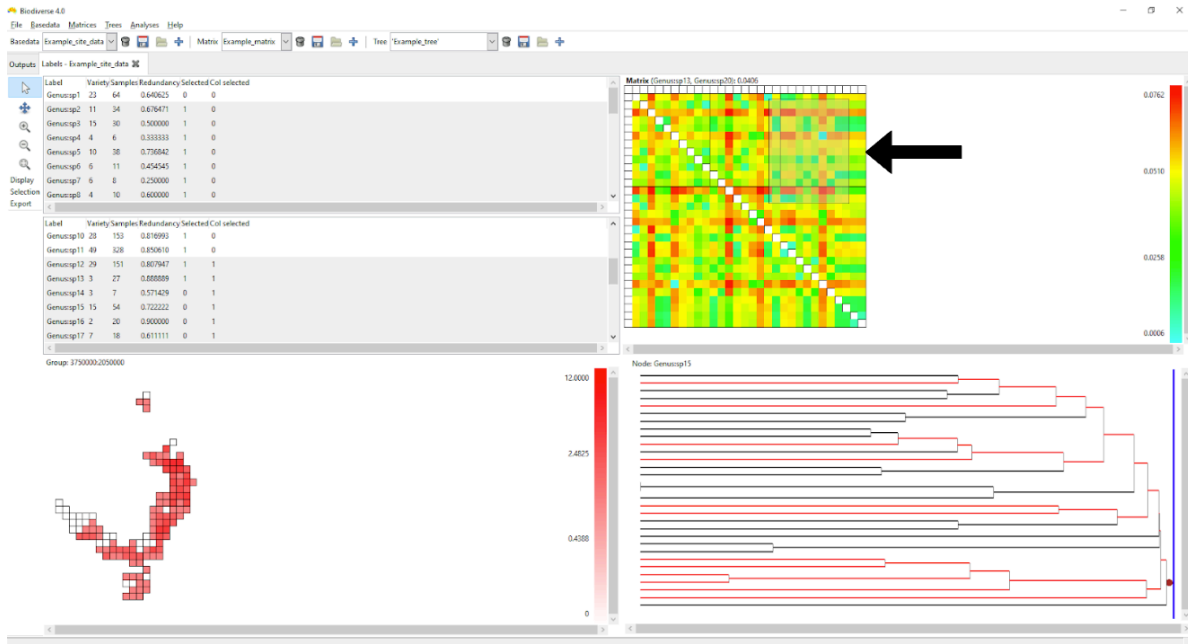 Biodiverse 4.0
File Basedata Matrices Trees Analyses Help
Basedata Example_site_data Matrix Example_matrix Tree 'Example_tree'
Outputs Labels - Example_site_data
Label Variety Samples Redundancy Selected Col selected
Genus:sp1 23 64 0.640625 0 0
Genus:sp2 11 34 0.676471 1 0
Genus:sp3 15 30 0.500000 1 0
Genus:sp4 4 6 0.333333 1 0
Genus:sp5 10 38 0.736842 1 0
Genus:sp6 6 11 0.454545 1 0
Genus:sp7 6 8 0.250000 1 0
Genus:sp8 4 10 0.600000 1 0
Display
Selection
Export
Label Variety Samples Redundancy Selected Col selected
Genus:sp10 28 153 0.816993 1 0
Genus:sp11 49 328 0.850610 1 0
Genus:sp12 29 151 0.807947 1 1
Genus:sp13 3 27 0.888889 1 1
Genus:sp14 3 7 0.571429 0 1
Genus:sp15 15 54 0.722222 0 1
Genus:sp16 2 20 0.900000 0 1
Genus:sp17 7 18 0.611111 0 1
Matrix (Genus:sp13, Genus:sp20): 0.0406
0.0762
0.0510
0.0258
0.0006
Group: 3750000:2050000
12.0000
2.4625
0.4388
0
Node: Genus:sp15